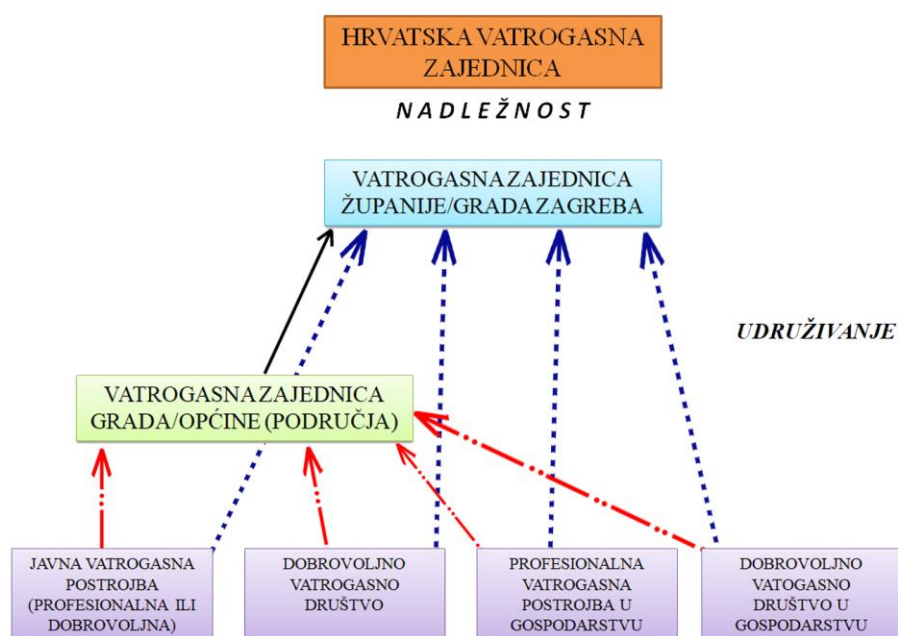 HRVATSKA VATROGASNA
ZAJEDNICA
NADLEŽNOST
VATROGASNA ZAJEDNICA
ŽUPANIJE/GRADA ZAGREBA
UDRUŽIVANJE
VATROGASNA ZAJEDNICA
GRADA/OPĆINE (PODRUČJA)
JAVNA VATROGASNA
POSTROJBA
(PROFESIONALNA ILI
DOBROVOLJNA)
DOBROVOLJNO
VATROGASNO
DRUŠTVO
PROFESIONALNA
VATROGASNA
POSTROJBA U
GOSPODARSTVU
DOBROVOLJNO
VATOGASNO
DRUŠTVO U
GOSPODARSTVU